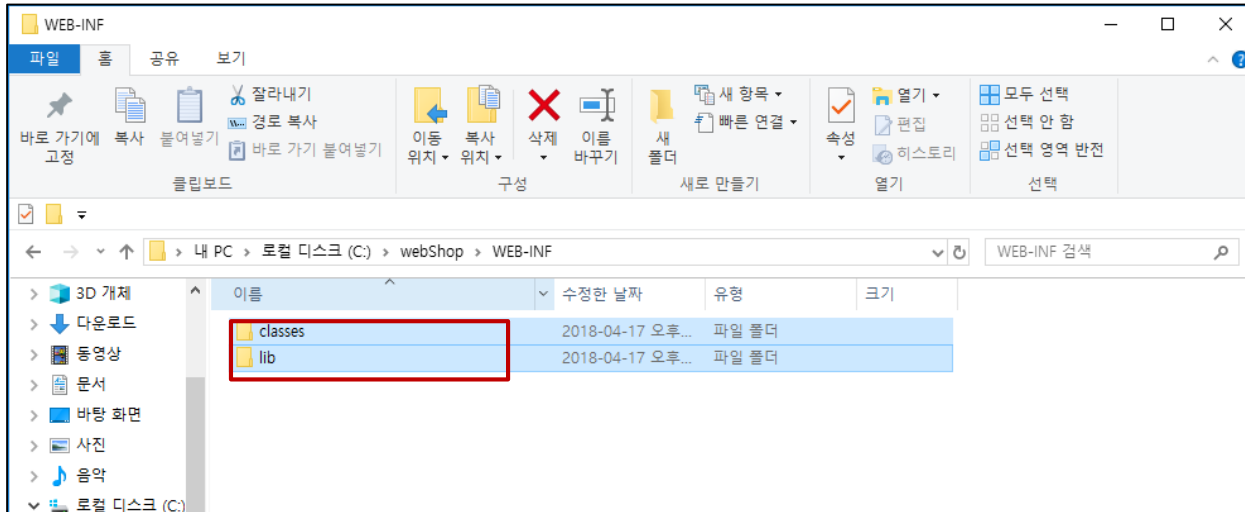 WEB-INF
파일 홈 공유 보기
바로 가기에 고정
복사
붙여넣기
잘라내기
경로 복사
바로 가기 붙여넣기
클립보드
이동 위치
복사 위치
삭제
이름 바꾸기
구성
새 폴더
새 항목
빠른 연결
새로 만들기
속성
열기
편집
히스토리
열기
모두 선택
선택 안 함
선택 영역 반전
선택
내 PC > 로컬 디스크 (C:) > webShop > WEB-INF
WEB-INF 검색
3D 개체
다운로드
동영상
문서
바탕 화면
사진
음악
로컬 디스크 (C:)
이름 수정한 날짜 유형 크기
classes 2018-04-17 오후... 파일 폴더
lib 2018-04-17 오후... 파일 폴더